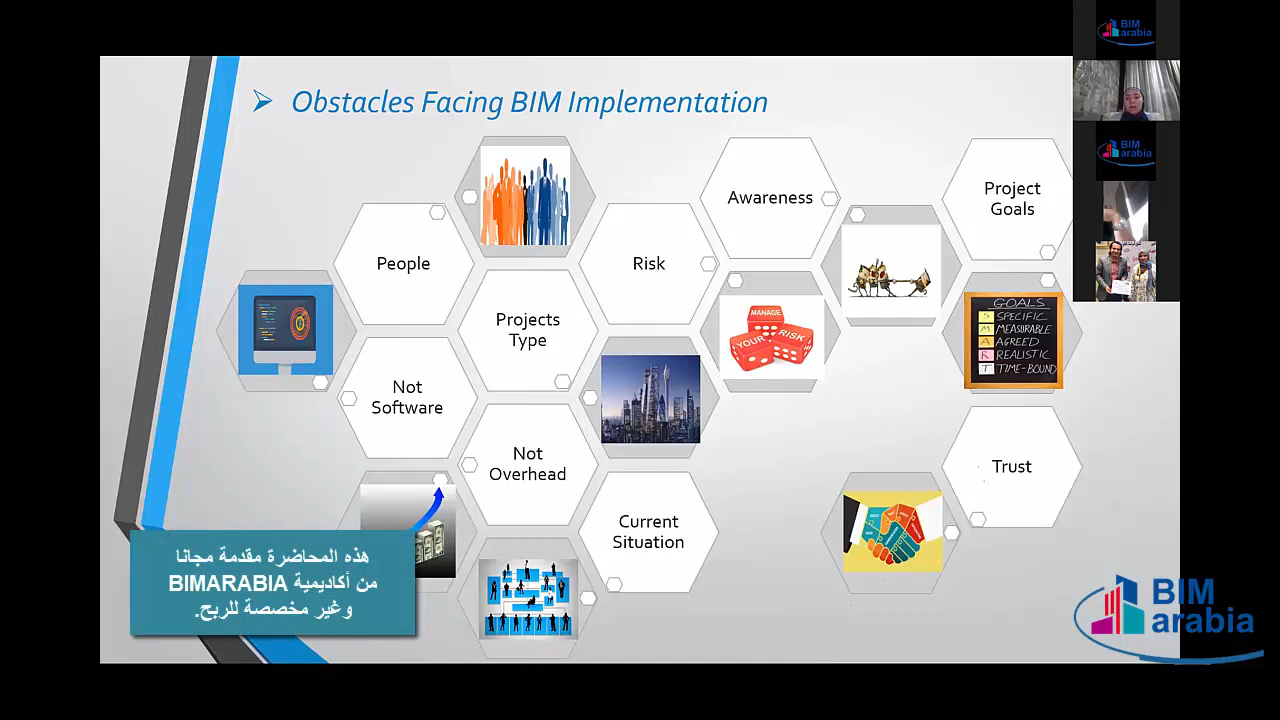 Obstacles Facing BIM Implementation
People
Projects
Type
Not
Software
Not
Overhead
Risk
Current
Situation
Awareness
MANAGE
YOUR
RISK
Project
Goals
GOALS
S SPECIFIC
M MEASURABLE
A AGREED
R REALISTIC
T TIME-BOUND
Trust
هذه المحاضرة مقدمة مجانا
من أكاديمية BIMARABIA
وغير مخصصة للربح.
BIM
arabia
BIM
arabia
BIM
arabia